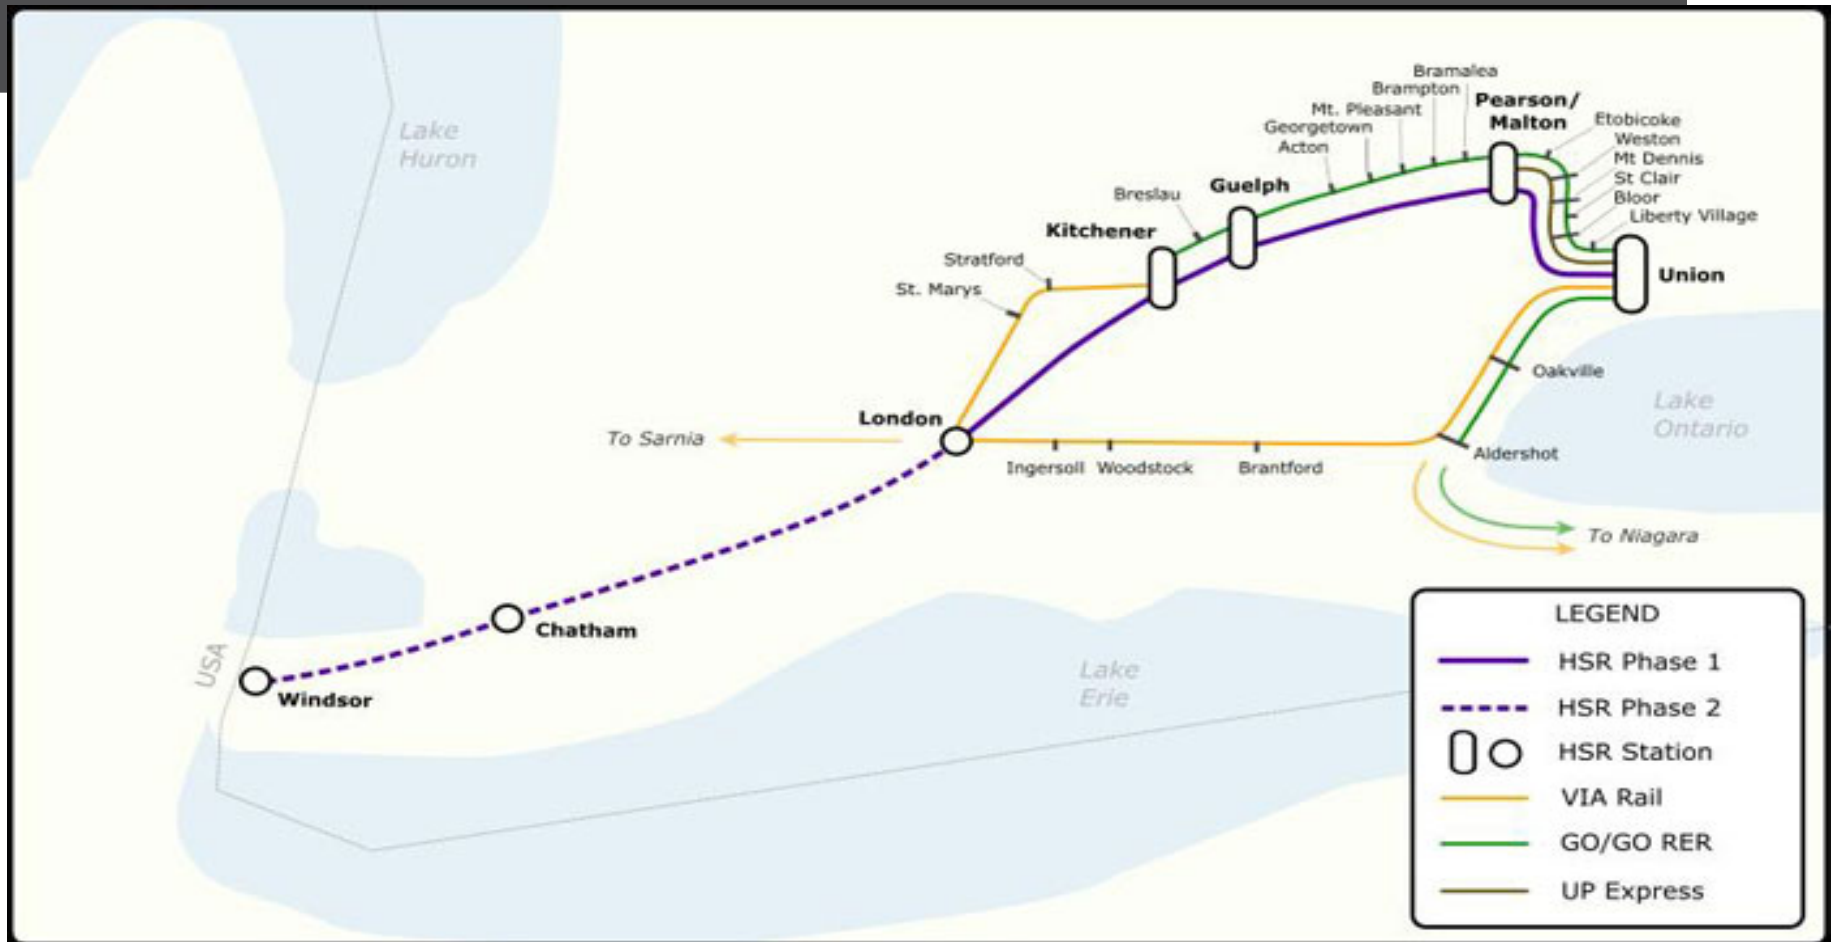 Bramalea
Brampton
Pearson/
Malton
Mt. Pleasant
Georgetown
Acton
Etobicoke
Weston
Mt Dennis
St Clair
Bloor
Liberty Village
Lake
Huron
Guelph
Breslau
Kitchener
Stratford
St. Marys
Union
Oakville
Lake
Ontario
London
To Sarnia
Ingersoll
Woodstock
Brantford
Aldershot
To Niagara
Chatham
USA
Windsor
Lake
Erie
LEGEND
HSR Phase 1
HSR Phase 2
HSR Station
VIA Rail
GO/GO RER
UP Express